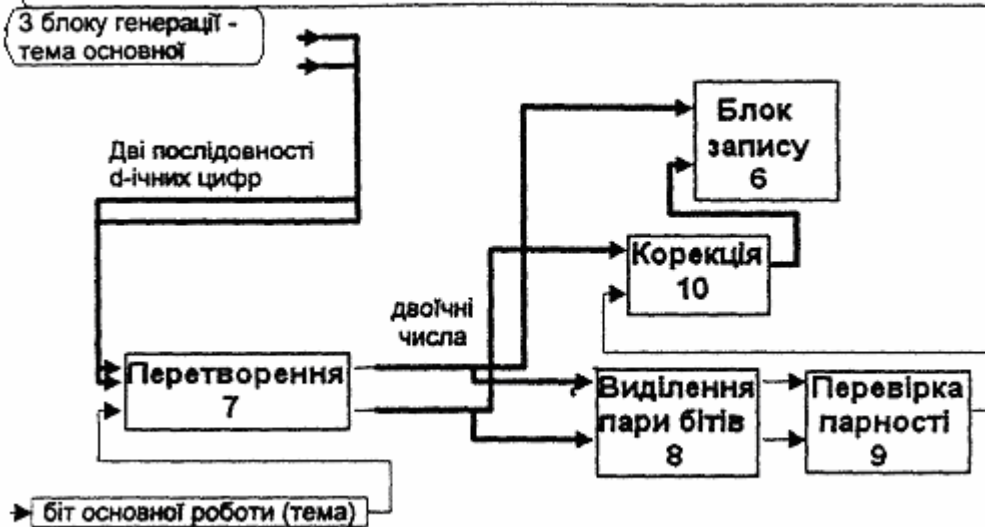 З блоку генерації -
тема основної
Дві послідовності
d-ічних цифр
Блок
запису
6
Корекція
10
двоїчні
числа
Перетворення
7
Виділення
пари бітів
8
Перевірка
парності
9
біт основної роботи (тема)